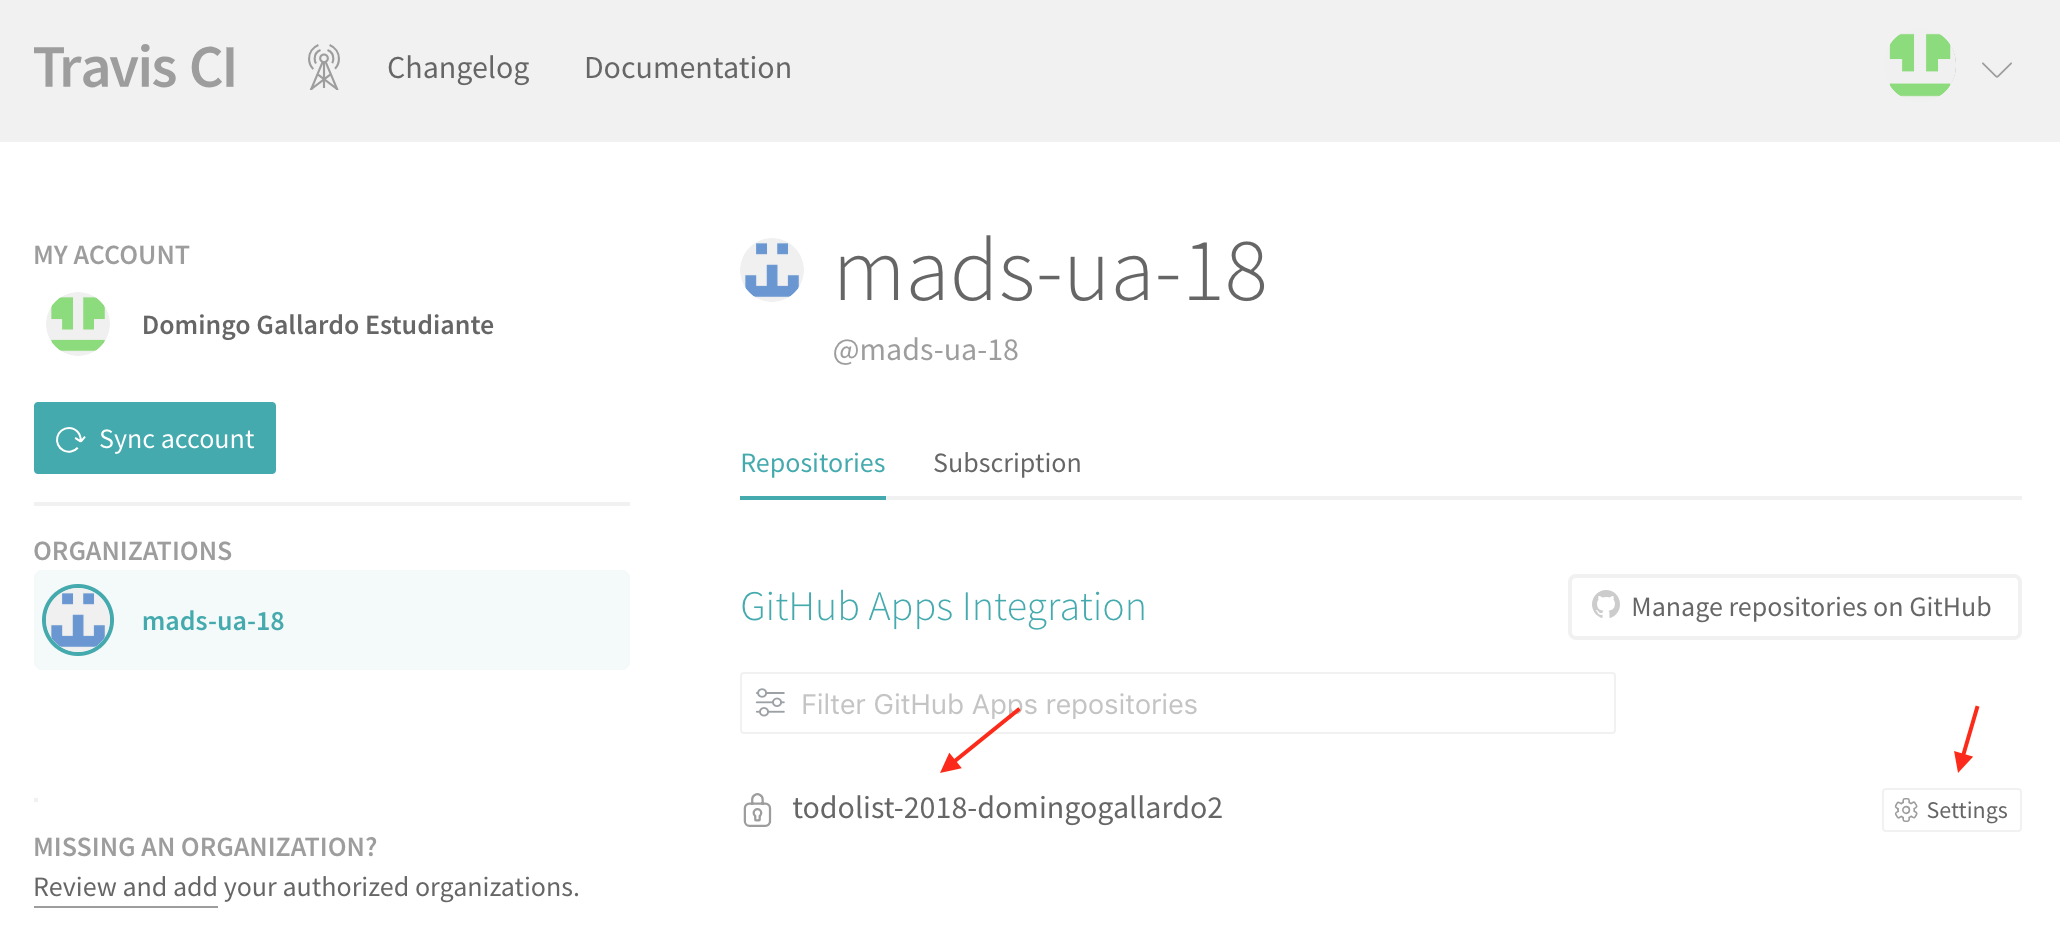 Travis CI
Changelog
Documentation
MY ACCOUNT
Domingo Gallardo Estudiante
Sync account
ORGANIZATIONS
mads-ua-18
MISSING AN ORGANIZATION?
Review and add your authorized organizations.
mads-ua-18
@mads-ua-18
Repositories
Subscription
GitHub Apps Integration
Manage repositories on GitHub
Filter GitHub Apps repositories
todolist-2018-domingogallardo2
Settings